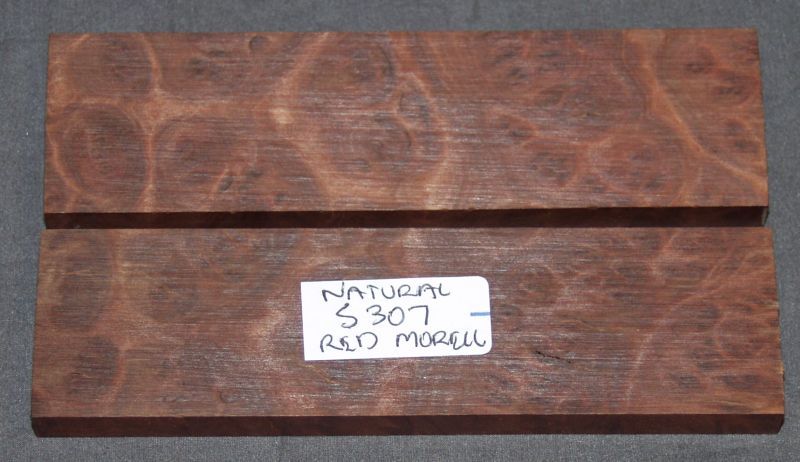 NATURAL
S307
RED MORELL